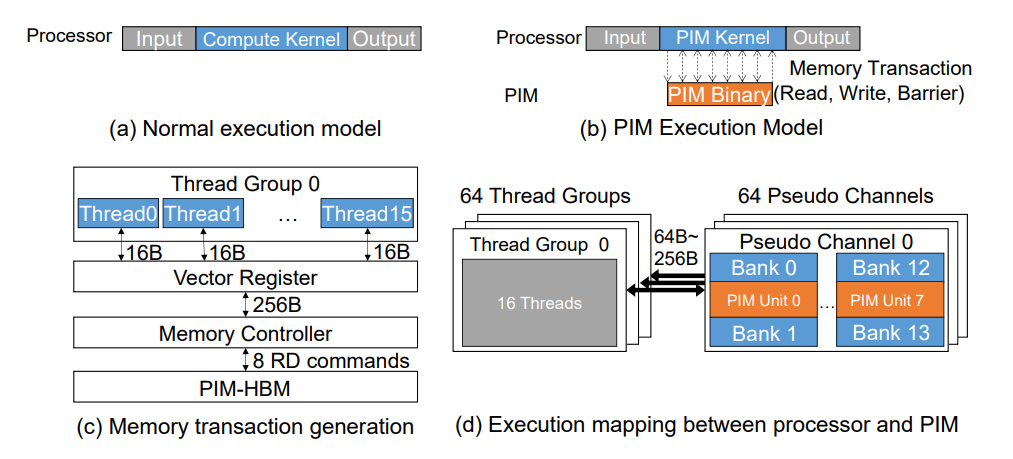 Processor Input Compute Kernel Output
(a) Normal execution model
Processor Input PIM Kernel Output
Memory Transaction
PIM PIM Binary (Read, Write, Barrier)
(b) PIM Execution Model
Thread Group 0
Thread0 Thread1 ... Thread15
16B 16B 16B
Vector Register
256B
Memory Controller
8 RD commands
PIM-HBM
(c) Memory transaction generation
64 Thread Groups 64 Pseudo Channels
Thread Group 0
16 Threads
64B~
256B
Pseudo Channel 0
Bank 0 Bank 12
PIM Unit 0 ... PIM Unit 7
Bank 1 Bank 13
(d) Execution mapping between processor and PIM